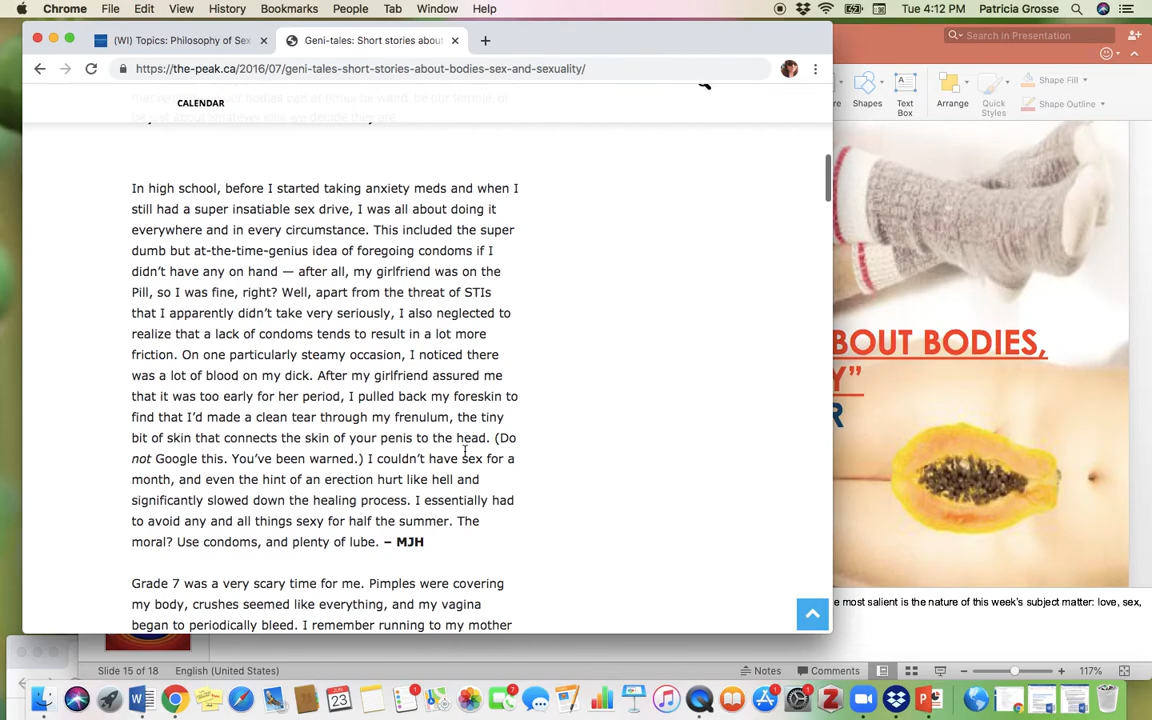 Chrome File Edit View History Bookmarks People Tab Window Help Tue 4:12 PM Patricia Grosse
(WI) Topics: Philosophy of Sex × Geni-tales: Short stories about × +
Search in Presentation
https://the-peak.ca/2016/07/geni-tales-short-stories-about-bodies-sex-and-sexuality/
Shapes Text Box Arrange Quick Styles Shape Fill Shape Outline
CALENDAR
In high school, before I started taking anxiety meds and when I
still had a super insatiable sex drive, I was all about doing it
everywhere and in every circumstance. This included the super
dumb but at-the-time-genius idea of foregoing condoms if I
didn't have any on hand — after all, my girlfriend was on the
Pill, so I was fine, right? Well, apart from the threat of STIs
that I apparently didn't take very seriously, I also neglected to
realize that a lack of condoms tends to result in a lot more
friction. On one particularly steamy occasion, I noticed there
was a lot of blood on my dick. After my girlfriend assured me
that it was too early for her period, I pulled back my foreskin to
find that I'd made a clean tear through my frenulum, the tiny
bit of skin that connects the skin of your penis to the head. (Do
not Google this. You've been warned.) I couldn't have sex for a
month, and even the hint of an erection hurt like hell and
significantly slowed down the healing process. I essentially had
to avoid any and all things sexy for half the summer. The
moral? Use condoms, and plenty of lube. – MJH
Grade 7 was a very scary time for me. Pimples were covering
my body, crushes seemed like everything, and my vagina
began to periodically bleed. I remember running to my mother
BOUT BODIES,
Y”
R
e most salient is the nature of this week's subject matter: love, sex,
Slide 15 of 18 English (United States) Notes Comments 117%